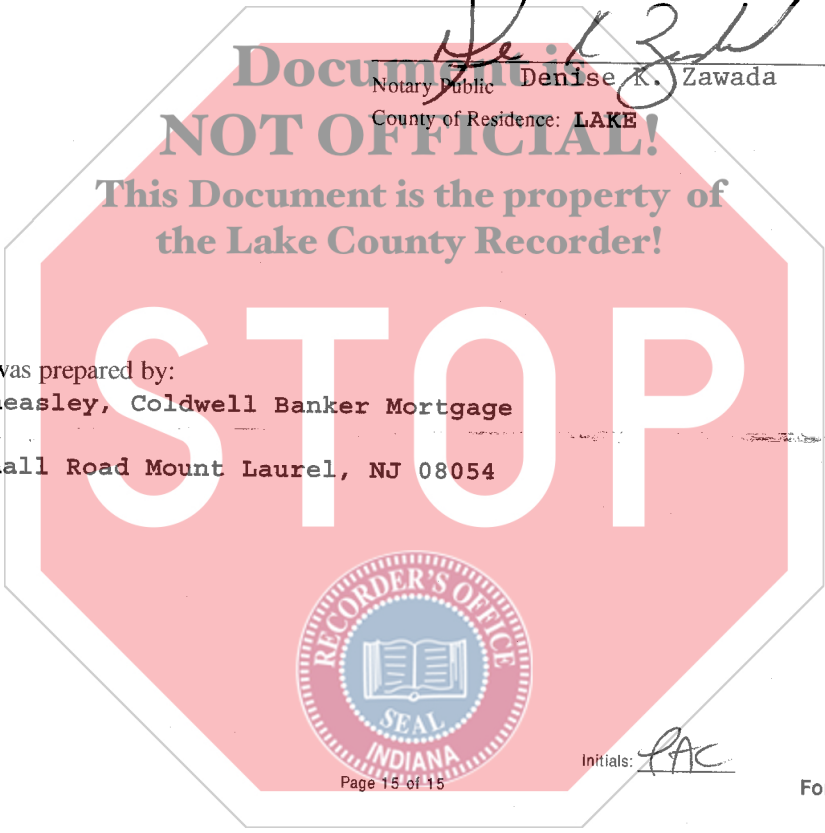 Document is
Notary Public Denise K. Zawada
NOT OFFICIAL!
County of Residence: LAKE
This Document is the property of
the Lake County Recorder!
STOP
was prepared by:
easley, Coldwell Banker Mortgage
all Road Mount Laurel, NJ 08054
RECORDER'S OFFICE
SEAL
INDIANA
Initials: PAC
Page 15 of 15
Fo